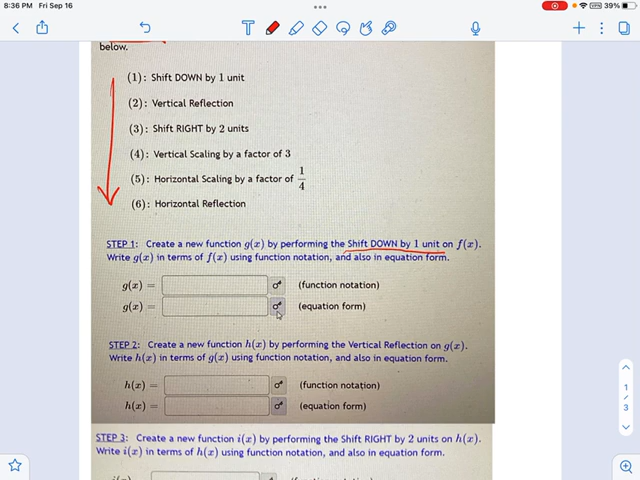 8:36 PM Fri Sep 16
VPN 39%
below.
(1): Shift DOWN by 1 unit
(2): Vertical Reflection
(3): Shift RIGHT by 2 units
(4): Vertical Scaling by a factor of 3
(5): Horizontal Scaling by a factor of 1/4
(6): Horizontal Reflection
STEP 1: Create a new function g(x) by performing the Shift DOWN by 1 unit on f(x).
Write g(x) in terms of f(x) using function notation, and also in equation form.
g(x) = (function notation)
g(x) = (equation form)
STEP 2: Create a new function h(x) by performing the Vertical Reflection on g(x).
Write h(x) in terms of g(x) using function notation, and also in equation form.
h(x) = (function notation)
h(x) = (equation form)
STEP 3: Create a new function i(x) by performing the Shift RIGHT by 2 units on h(x).
Write i(x) in terms of h(x) using function notation, and also in equation form.
1
/
3